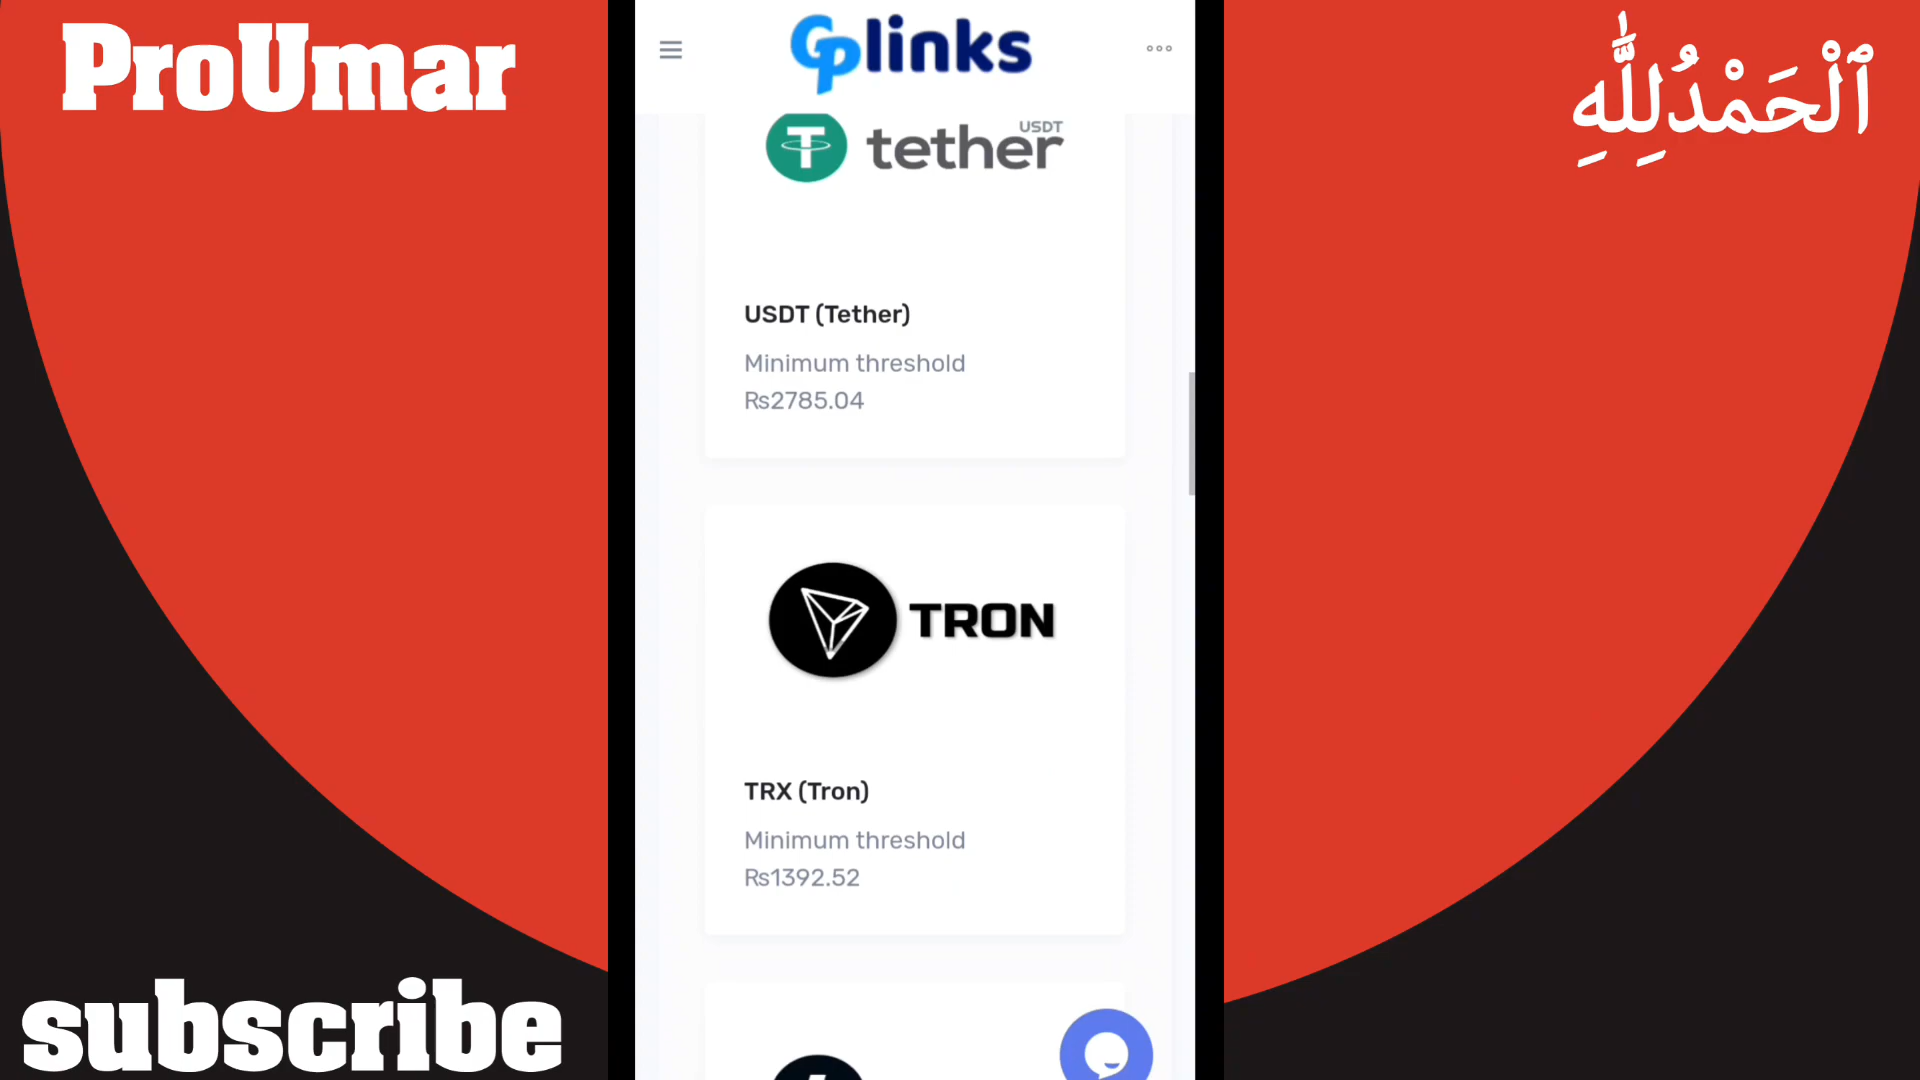 ProUmar
GPlinks
ٱلْحَمْدُلِلَّٰهِ
USDT
tether
USDT (Tether)
Minimum threshold
₨2785.04
TRON
TRX (Tron)
Minimum threshold
₨1392.52
subscribe